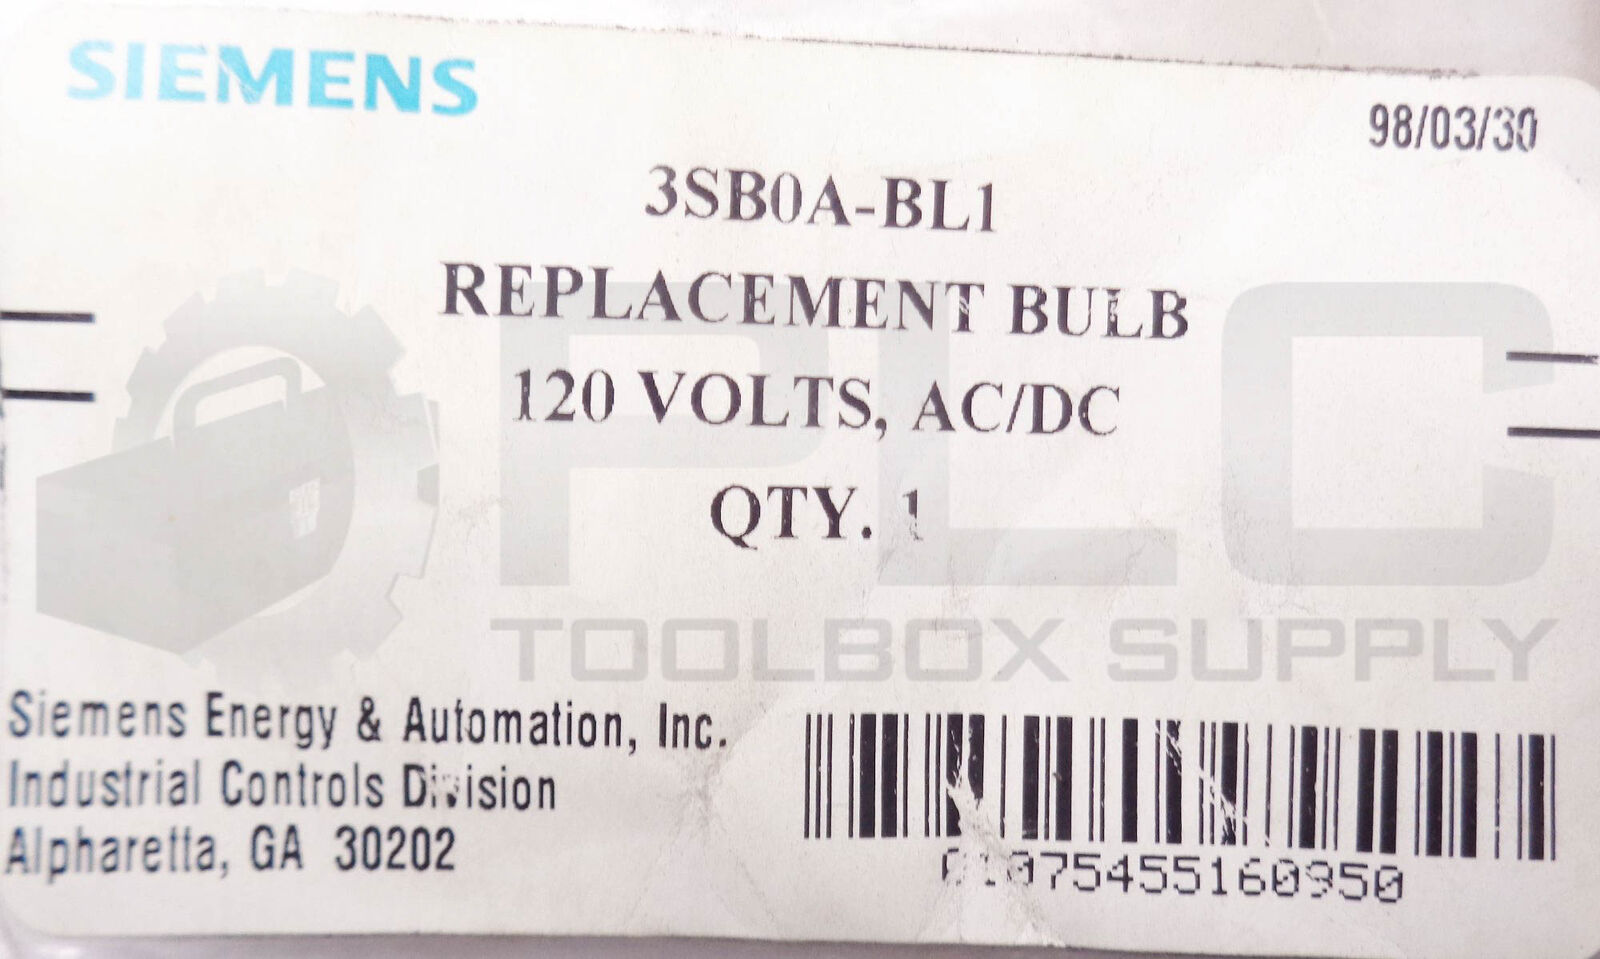 SIEMENS
98/03/30
3SB0A-BL1
REPLACEMENT BULB
120 VOLTS, AC/DC
QTY. 1
PLC
TOOLBOX SUPPLY
Siemens Energy & Automation, Inc.
Industrial Controls Division
Alpharetta, GA 30202